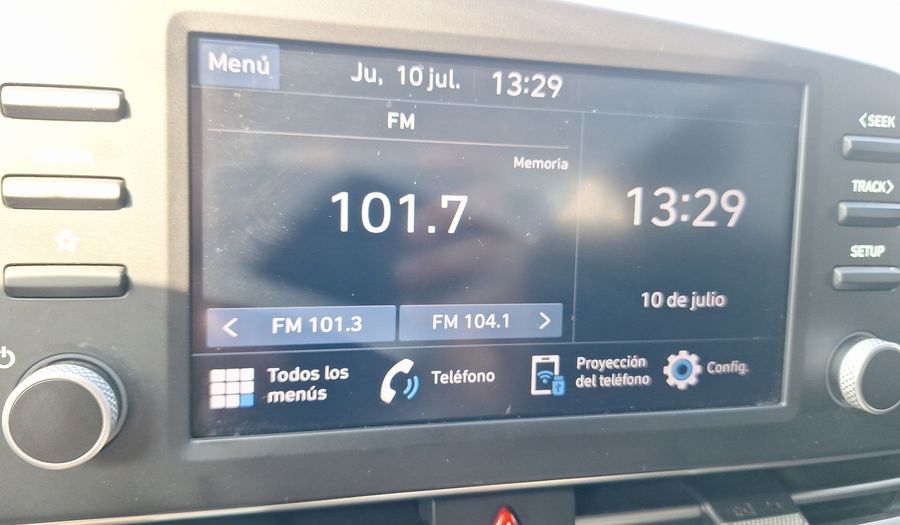 Menú
Ju, 10 jul. 13:29
FM
Memoria
101.7
13:29
10 de julio
< FM 101.3
FM 104.1 >
Todos los
menús
Teléfono
Proyección
del teléfono
Config.
<SEEK
TRACK>
SETUP